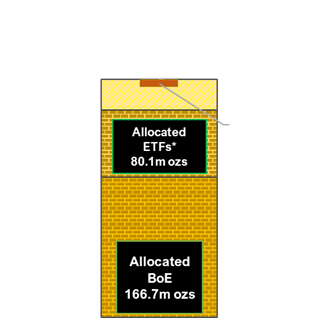 Allocated
ETFs*
80.1m ozs
Allocated
BoE
166.7m ozs